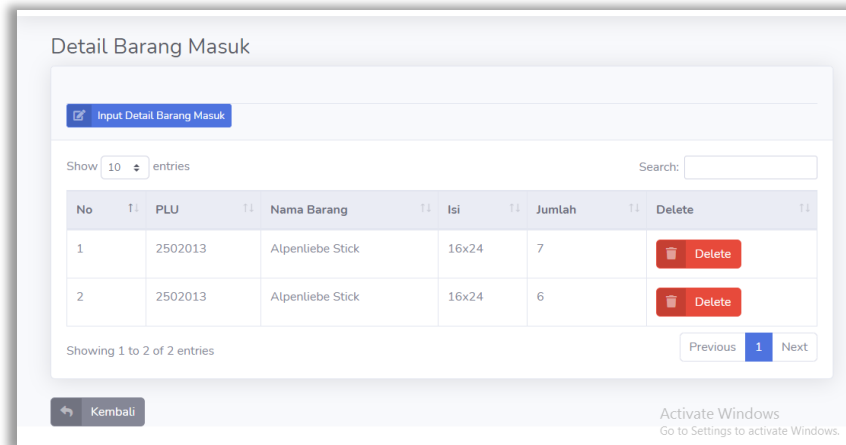 Detail Barang Masuk
Input Detail Barang Masuk
Show 10 entries Search:
No PLU Nama Barang Isi Jumlah Delete
1 2502013 Alpenliebe Stick 16x24 7 Delete
2 2502013 Alpenliebe Stick 16x24 6 Delete
Showing 1 to 2 of 2 entries Previous 1 Next
Kembali
Activate Windows
Go to Settings to activate Windows.